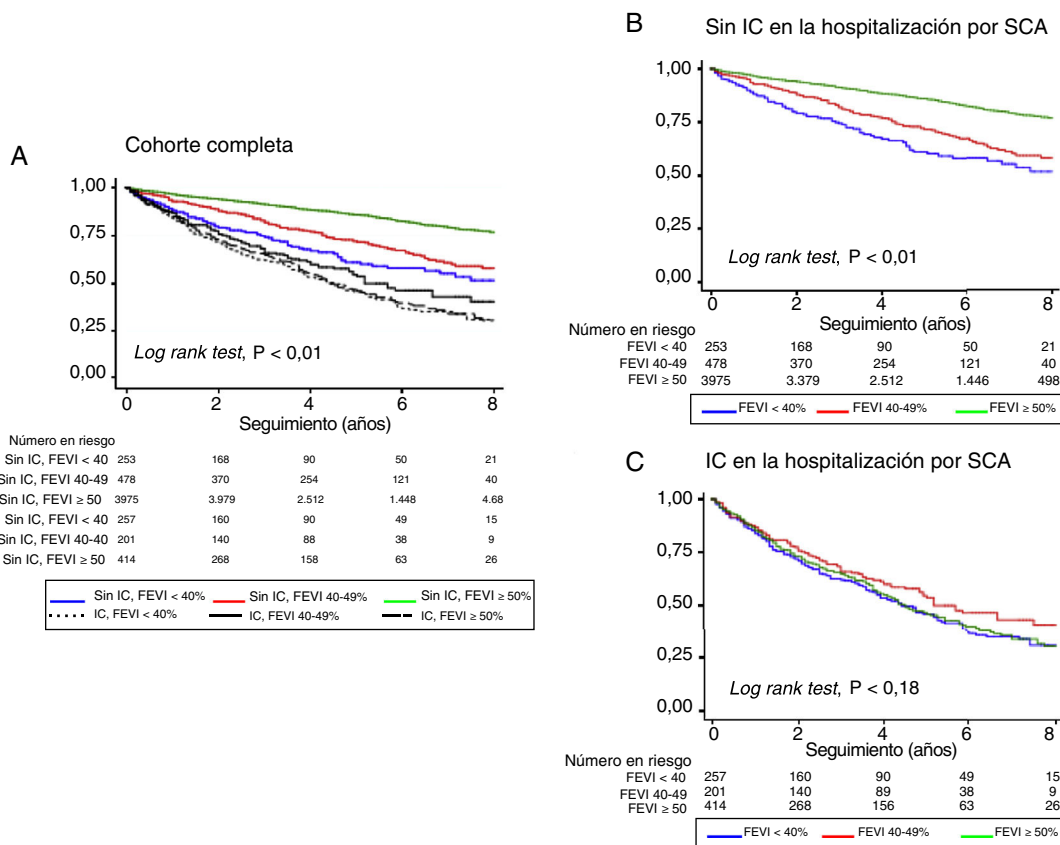 A
Cohorte completa
1,00
0,75
0,50
0,25
0,00
Log rank test, P < 0,01
0 2 4 6 8
Seguimiento (años)
Número en riesgo
Sin IC, FEVI < 40 253 168 90 50 21
Sin IC, FEVI 40-49 478 370 254 121 40
Sin IC, FEVI ≥ 50 3975 3.979 2.512 1.448 4.68
Sin IC, FEVI < 40 257 160 90 49 15
Sin IC, FEVI 40-40 201 140 88 38 9
Sin IC, FEVI ≥ 50 414 268 158 63 26
Sin IC, FEVI < 40% Sin IC, FEVI 40-49% Sin IC, FEVI ≥ 50%
IC, FEVI < 40% IC, FEVI 40-49% IC, FEVI ≥ 50%
B
Sin IC en la hospitalización por SCA
1,00
0,75
0,50
0,25
0,00
Log rank test, P < 0,01
0 2 4 6 8
Seguimiento (años)
Número en riesgo
FEVI < 40 253 168 90 50 21
FEVI 40-49 478 370 254 121 40
FEVI ≥ 50 3975 3.379 2.512 1.446 498
FEVI < 40% FEVI 40-49% FEVI ≥ 50%
C
IC en la hospitalización por SCA
1,00
0,75
0,50
0,25
0,00
Log rank test, P < 0,18
0 2 4 6 8
Seguimiento (años)
Número en riesgo
FEVI < 40 257 160 90 49 15
FEVI 40-49 201 140 89 38 9
FEVI ≥ 50 414 268 156 63 26
FEVI < 40% FEVI 40-49% FEVI ≥ 50%